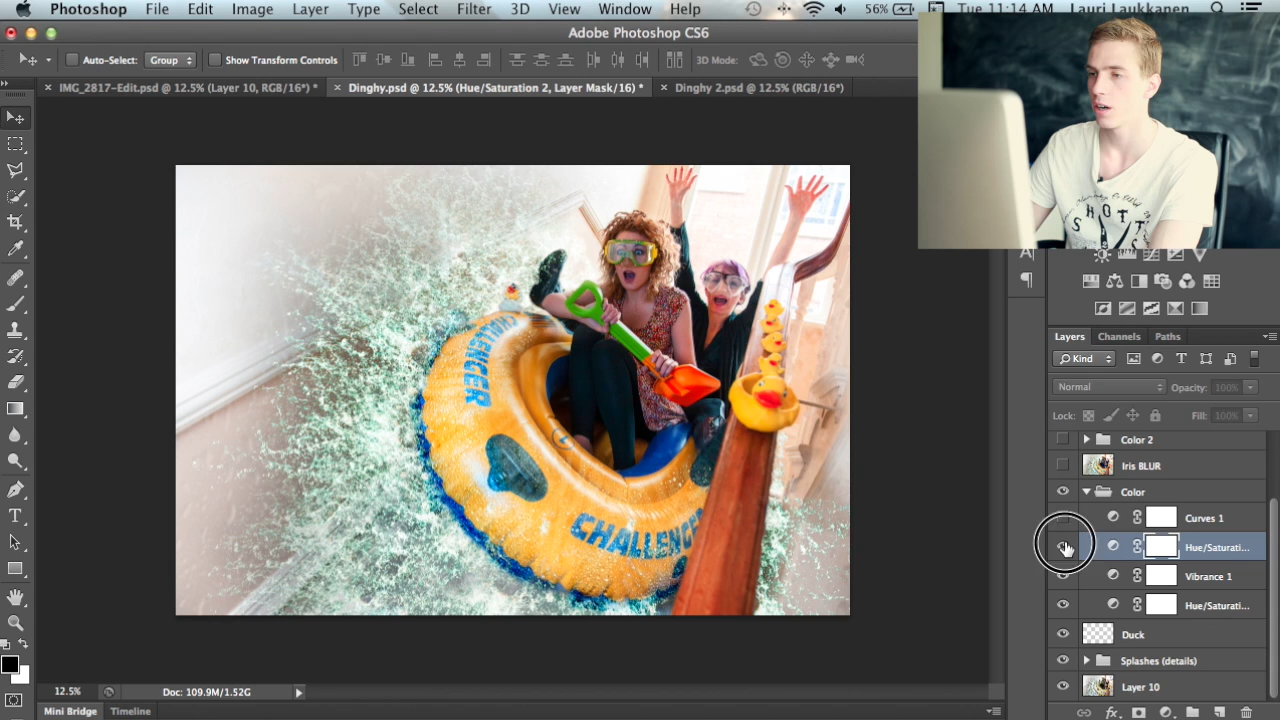 Photoshop File Edit Image Layer Type Select Filter 3D View Window Help 56% Tue 11:14 AM Lauri Laukkanen
Adobe Photoshop CS6
Auto-Select: Group Show Transform Controls 3D Mode:
× IMG_2817-Edit.psd @ 12.5% (Layer 10, RGB/16*) * × Dinghy.psd @ 12.5% (Hue/Saturation 2, Layer Mask/16) * × Dinghy 2.psd @ 12.5% (RGB/16*)
SHOTT
CHALLENGER
CHALLENGER
Layers Channels Paths
Kind
Normal Opacity: 100%
Lock: Fill: 100%
Color 2
Iris BLUR
Color
Curves 1
Hue/Saturati...
Vibrance 1
Hue/Saturati...
Duck
Splashes (details)
Layer 10
12.5% Doc: 109.9M/1.52G
Mini Bridge Timeline